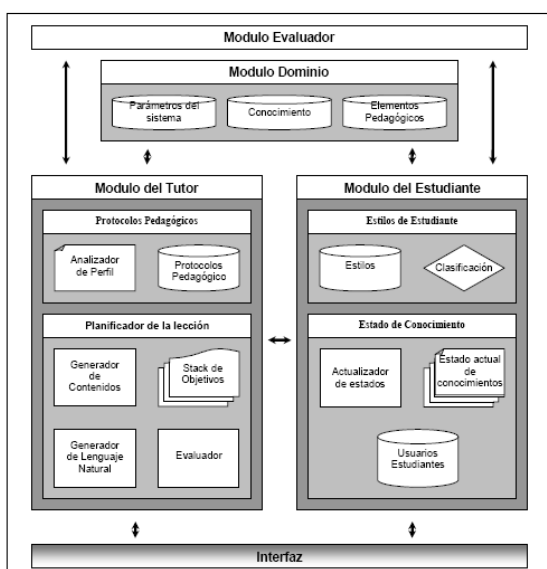 Modulo Evaluador
Modulo Dominio
Parámetros del
sistema
Conocimiento
Elementos
Pedagógicos
Modulo del Tutor
Protocolos Pedagógicos
Analizador
de Perfil
Protocolos
Pedagógico
Planificador de la lección
Generador
de
Contenidos
Stack de
Objetivos
Generador
de Lenguaje
Natural
Evaluador
Modulo del Estudiante
Estilos de Estudiante
Estilos
Clasificación
Estado de Conocimiento
Actualizador
de estados
Estado actual
de
conocimientos
Usuarios
Estudiantes
Interfaz